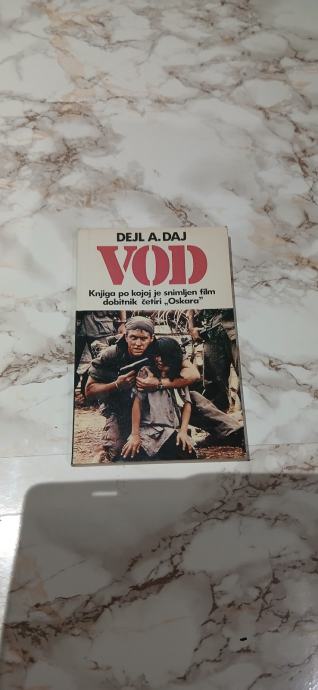 DEJL A. DAJ
VOD
Knjiga po kojoj je snimljen film
dobitnik četiri „Oskara”